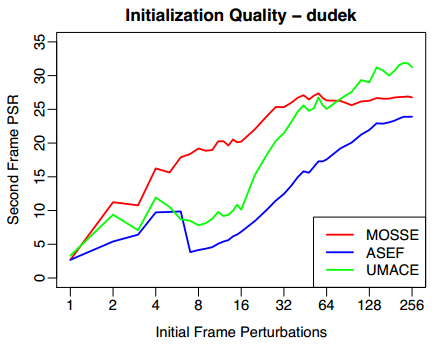 Initialization Quality − dudek
Second Frame PSR
35
30
25
20
15
10
5
0
1 2 4 8 16 32 64 128 256
Initial Frame Perturbations
MOSSE
ASEF
UMACE